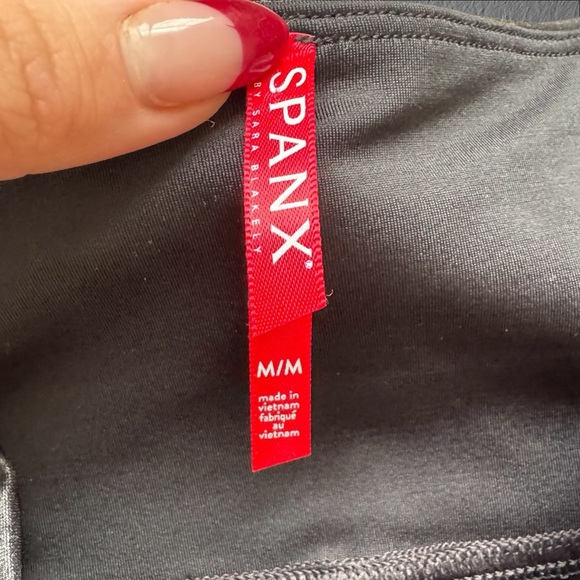 SPANX®
BY SARA BLAKELY
M/M
made in
vietnam
fabriqué
au
vietnam